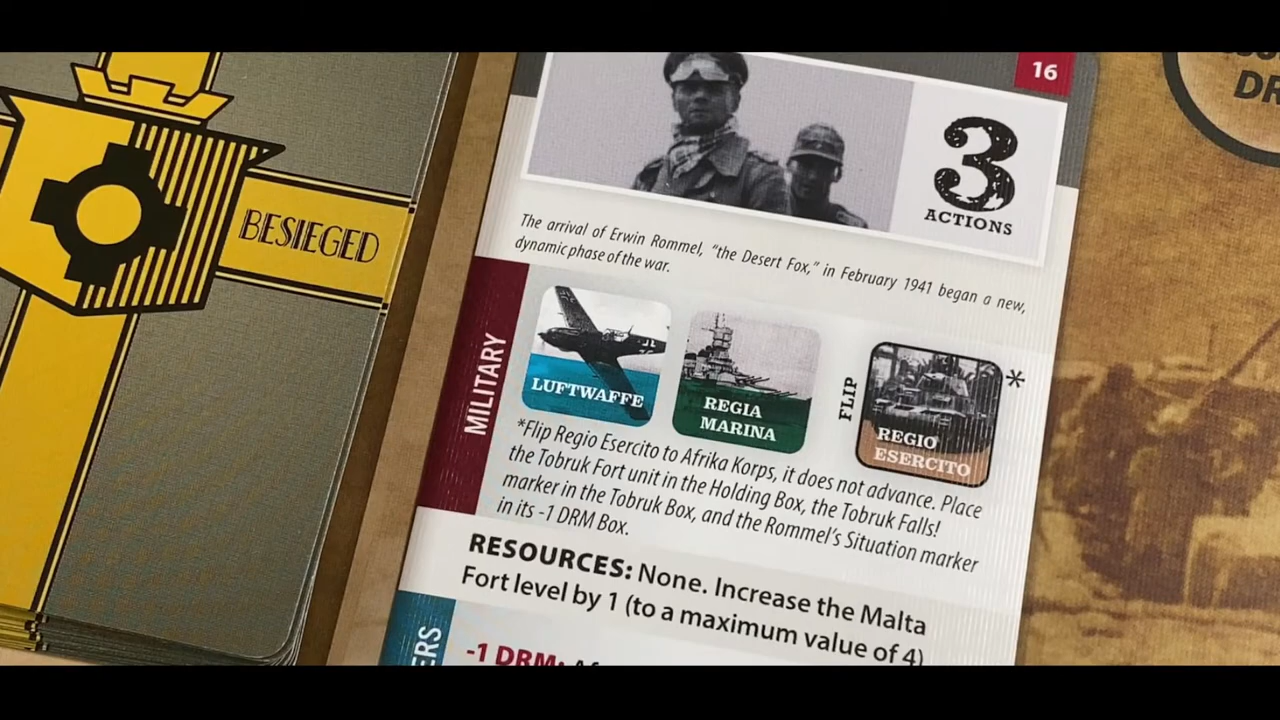 BESIEGED
16
3
ACTIONS
DR
The arrival of Erwin Rommel, "the Desert Fox," in February 1941 began a new,
dynamic phase of the war.
MILITARY
LUFTWAFFE
REGIA
MARINA
FLIP
REGIO
ESERCITO
*
*Flip Regio Esercito to Afrika Korps, it does not advance. Place
the Tobruk Fort unit in the Holding Box, the Tobruk Falls!
marker in the Tobruk Box, and the Rommel's Situation marker
in its -1 DRM Box.
RESOURCES: None. Increase the Malta
Fort level by 1 (to a maximum value of 4)
ERS
-1 DRM: